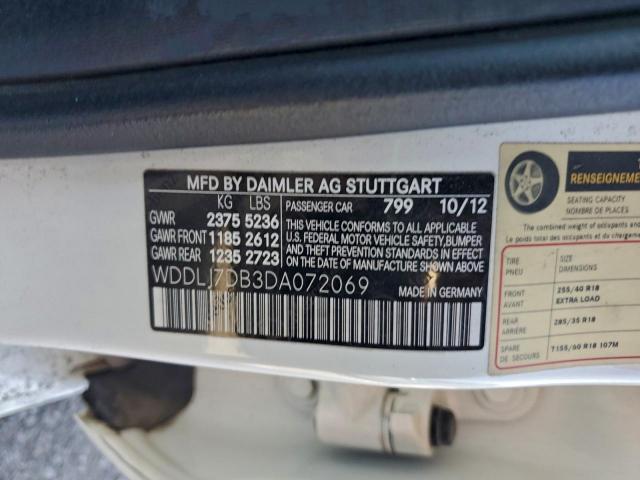 MFD BY DAIMLER AG STUTTGART
KG LBS
GVWR 2375 5236
GAWR FRONT 1185 2612
GAWR REAR 1235 2723
PASSENGER CAR 799 10/12
THIS VEHICLE CONFORMS TO ALL APPLICABLE
U.S. FEDERAL MOTOR VEHICLE SAFETY, BUMPER
AND THEFT PREVENTION STANDARDS IN EFFECT
ON THE DATE OF MANUFACTURE SHOWN ABOVE.
WDDLJ7DB3DA072069
MADE IN GERMANY
RENSEIGNEME
SEATING CAPACITY
NOMBRE DE PLACES
The combined weight of
Le poids total des
TIRE
PNEU
SIZE
DIMENSIONS
FRONT
AVANT
255/40 R18
EXTRA LOAD
REAR
ARRIÈRE
285/35 R18
SPARE
DE SECOURS
T155/60 R18 107M